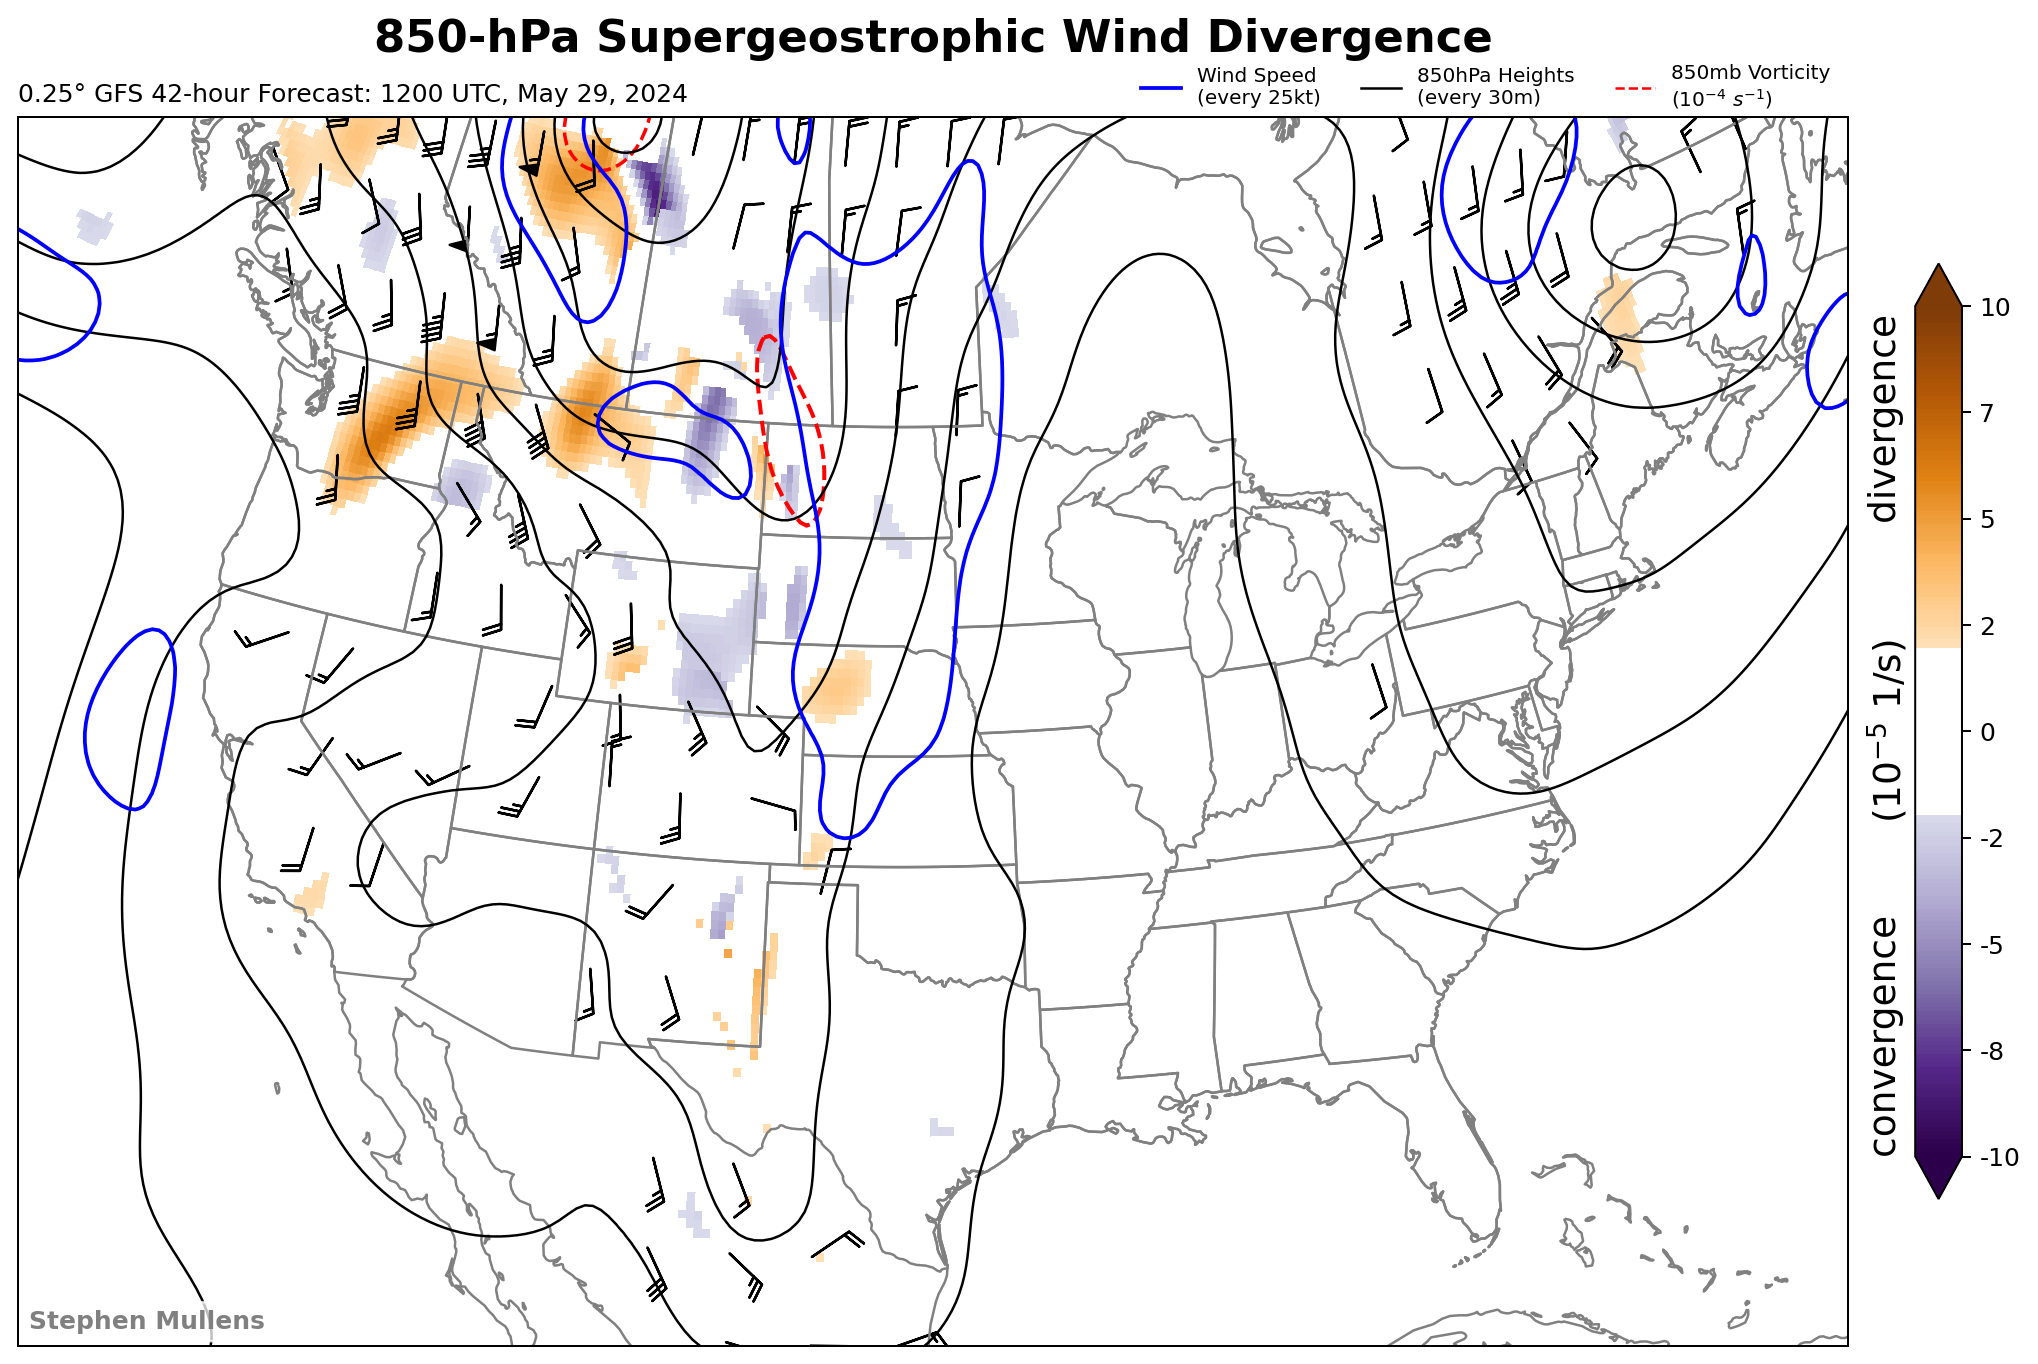 850-hPa Supergeostrophic Wind Divergence
0.25° GFS 42-hour Forecast: 1200 UTC, May 29, 2024
Wind Speed
(every 25kt)
850hPa Heights
(every 30m)
850mb Vorticity
(10⁻⁴ s⁻¹)
10
7
5
2
0
-2
-5
-8
-10
convergence (10⁻⁵ 1/s) divergence
Stephen Mullens